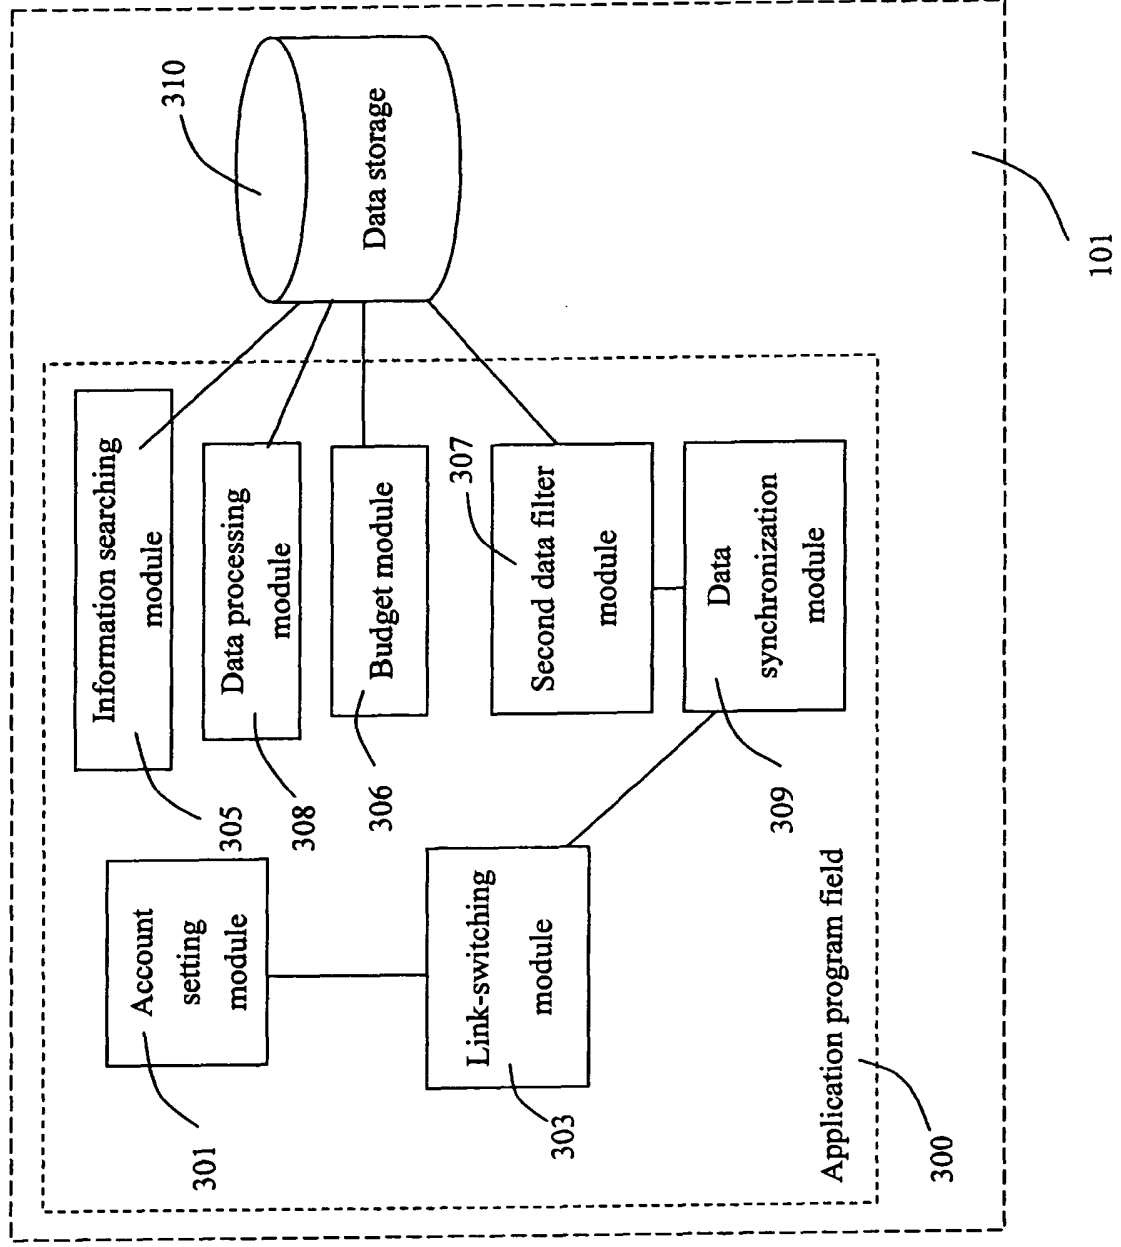 310
Data storage
101
Information searching
module
305
Data processing
module
308
Budget module
306
307
Second data filter
module
Data
synchronization
module
309
Account
setting
module
301
Link-switching
module
303
Application program field
300